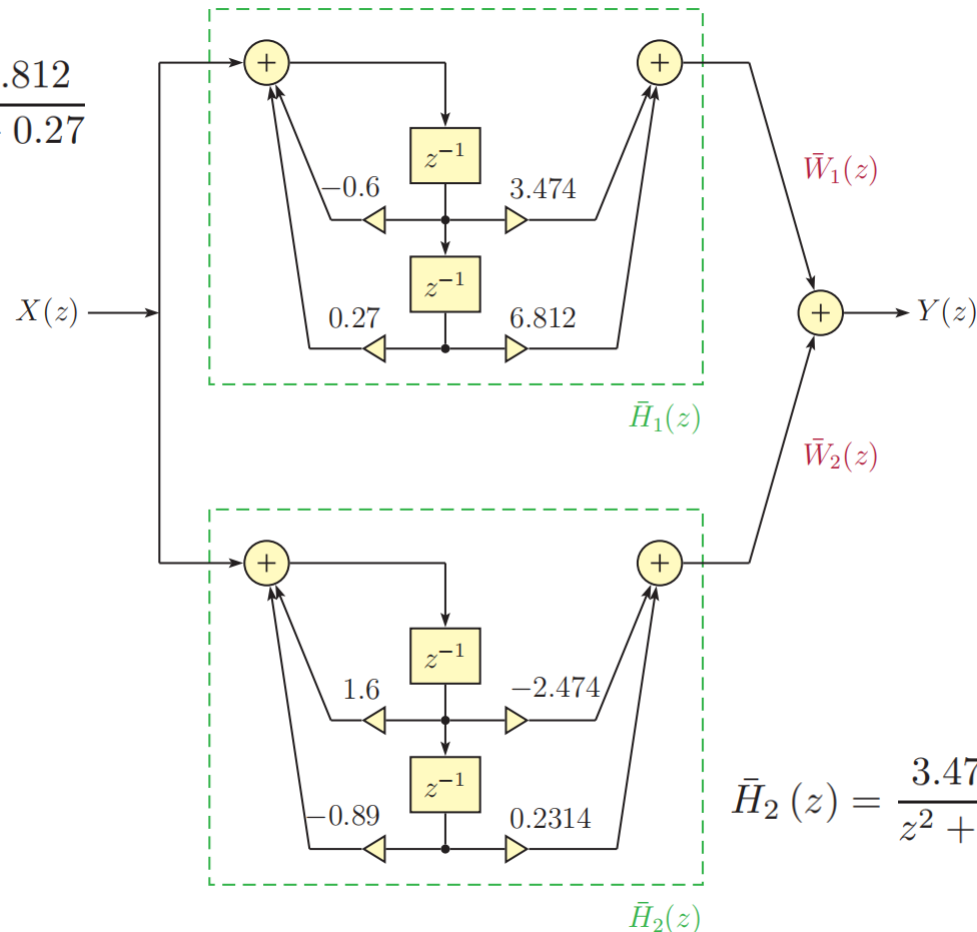 .812
0.27
W̄₁(z)
z⁻¹
−0.6
3.474
z⁻¹
X(z)
0.27
6.812
Y(z)
H̄₁(z)
W̄₂(z)
z⁻¹
1.6
−2.474
z⁻¹
−0.89
0.2314
H̄₂ (z) = 3.47
z² +
H̄₂(z)
+
+
+
+
+